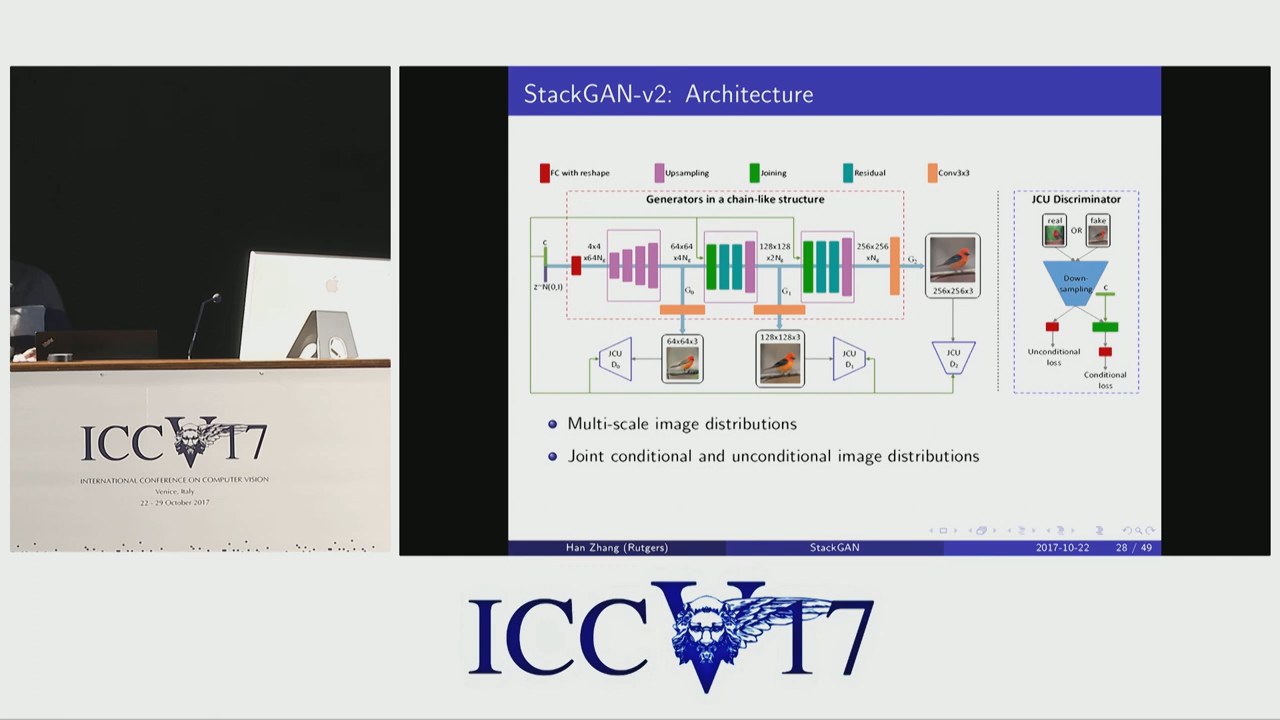 StackGAN-v2: Architecture
FC with reshape
Upsampling
Joining
Residual
Conv3x3
Generators in a chain-like structure
c
z~N(0,I)
4x4
x64Ng
64x64
x4Ng
128x128
x2Ng
256x256
xNg
G0
G1
G2
64x64x3
128x128x3
256x256x3
JCU
D0
JCU
D1
JCU
D2
JCU Discriminator
real
OR
fake
Down-
sampling
c
Unconditional
loss
Conditional
loss
Multi-scale image distributions
Joint conditional and unconditional image distributions
Han Zhang (Rutgers)
StackGAN
2017-10-22
28 / 49
ICCV17
INTERNATIONAL CONFERENCE ON COMPUTER VISION
Venice, Italy
22 - 29 October 2017
ICCV17